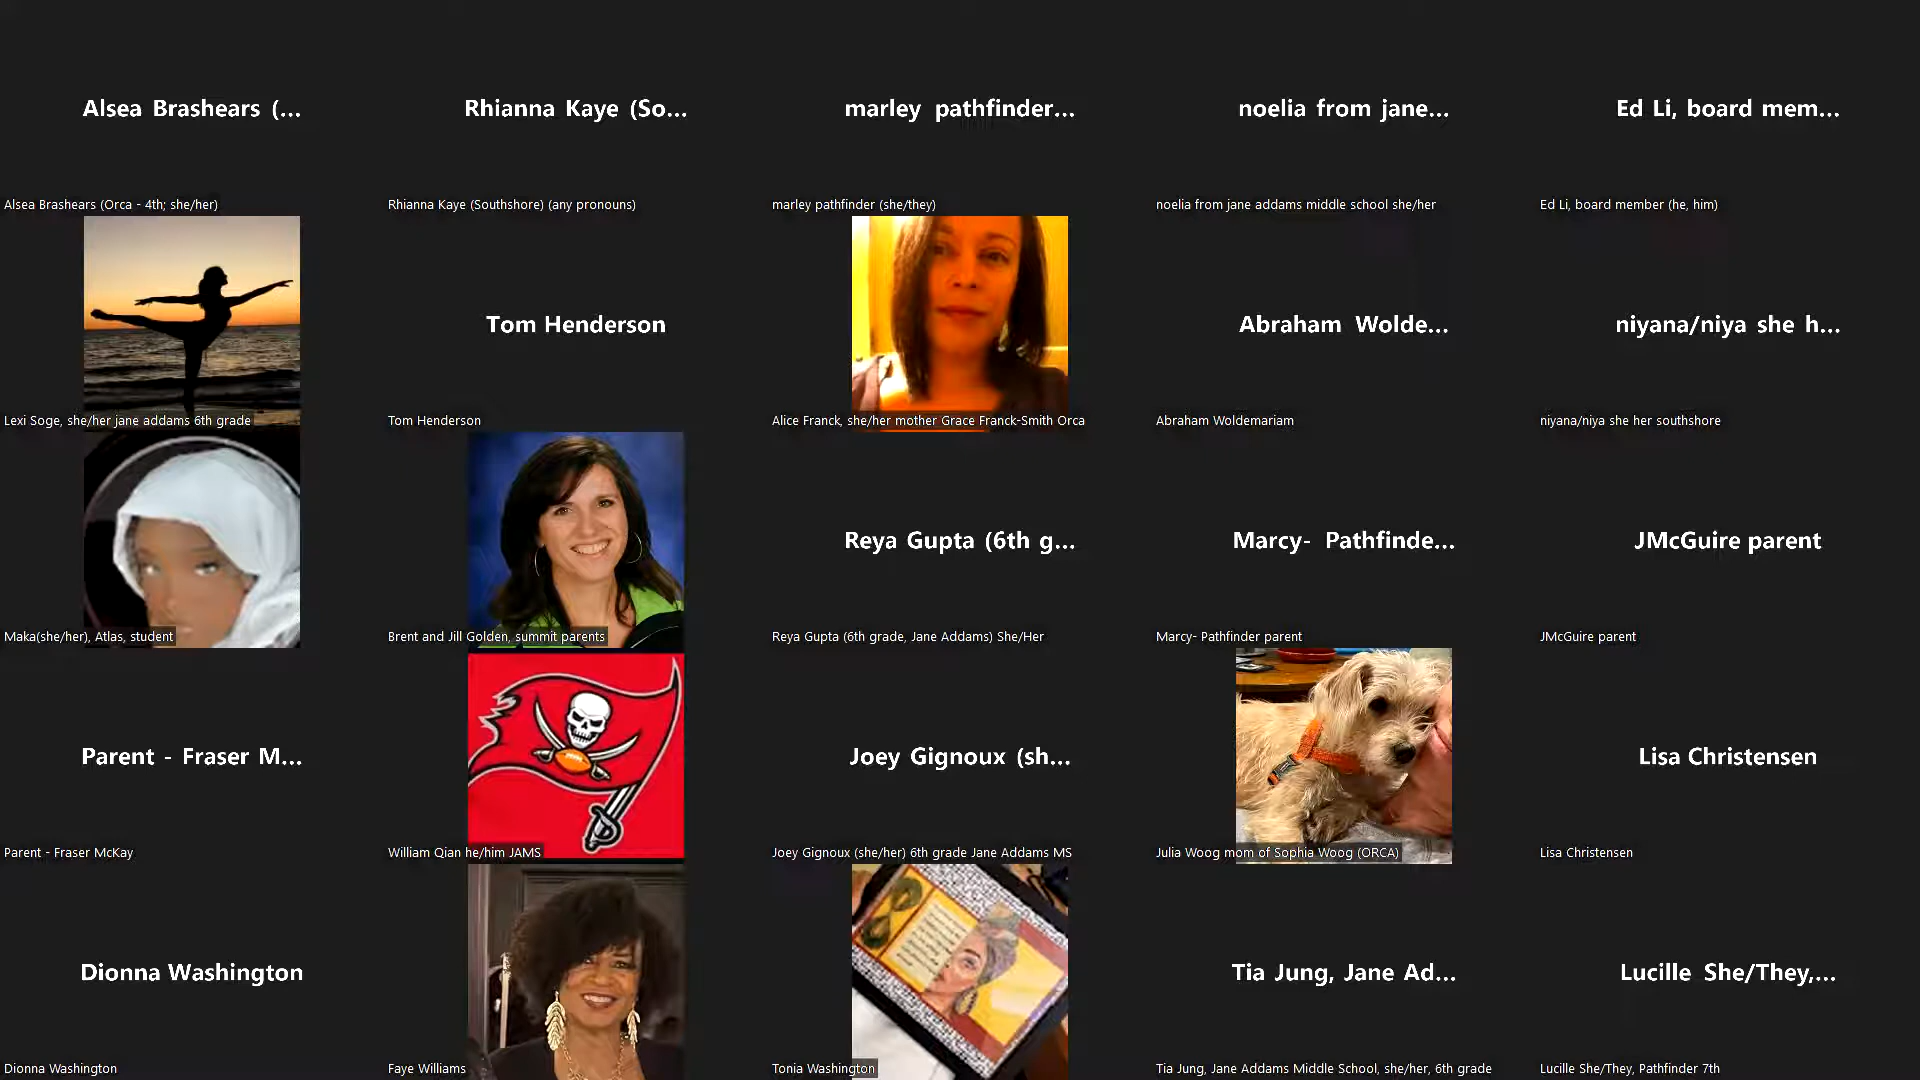 Alsea Brashears (...
Rhianna Kaye (So...
marley pathfinder...
noelia from jane...
Ed Li, board mem...
Alsea Brashears (Orca - 4th; she/her)
Rhianna Kaye (Southshore) (any pronouns)
marley pathfinder (she/they)
noelia from jane addams middle school she/her
Ed Li, board member (he, him)
Tom Henderson
Abraham Wolde...
niyana/niya she h...
Lexi Soge, she/her jane addams 6th grade
Tom Henderson
Alice Franck, she/her mother Grace Franck-Smith Orca
Abraham Woldemariam
niyana/niya she her southshore
Reya Gupta (6th g...
Marcy- Pathfinde...
JMcGuire parent
Maka(she/her), Atlas, student
Brent and Jill Golden, summit parents
Reya Gupta (6th grade, Jane Addams) She/Her
Marcy- Pathfinder parent
JMcGuire parent
Parent - Fraser M...
Joey Gignoux (sh...
Lisa Christensen
Parent - Fraser McKay
William Qian he/him JAMS
Joey Gignoux (she/her) 6th grade Jane Addams MS
Julia Woog mom of Sophia Woog (ORCA)
Lisa Christensen
Dionna Washington
Tia Jung, Jane Ad...
Lucille She/They,...
Dionna Washington
Faye Williams
Tonia Washington
Tia Jung, Jane Addams Middle School, she/her, 6th grade
Lucille She/They, Pathfinder 7th